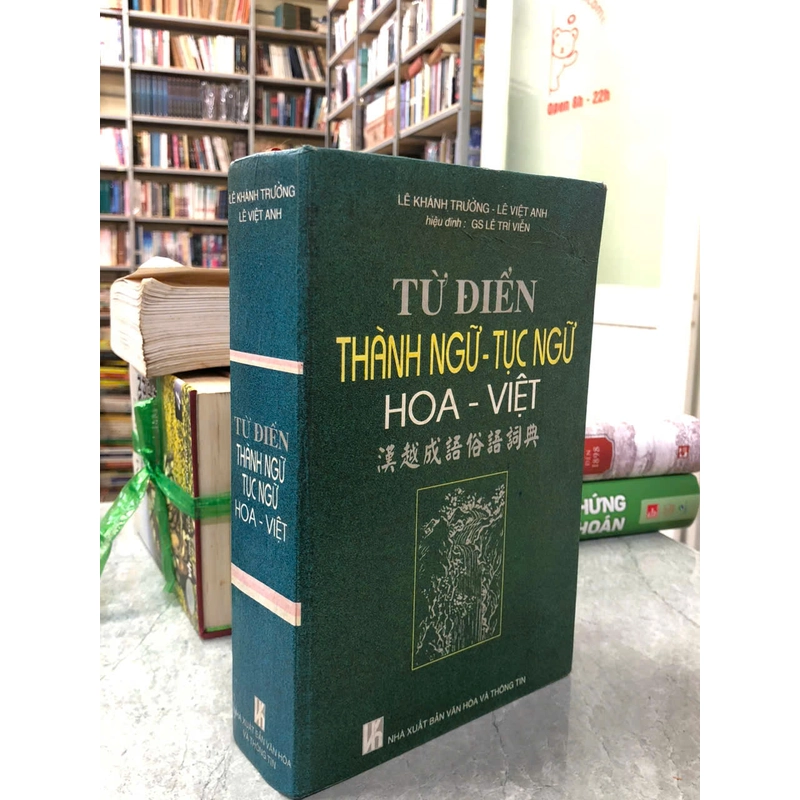 LÊ KHÁNH TRƯỞNG
LÊ VIỆT ANH
TỪ ĐIỂN
THÀNH NGỮ
TỤC NGỮ
HOA - VIỆT
NHÀ XUẤT BẢN VĂN HÓA
VÀ THÔNG TIN
LÊ KHÁNH TRƯỞNG - LÊ VIỆT ANH
hiệu đính : GS LÊ TRÍ VIỄN
TỪ ĐIỂN
THÀNH NGỮ - TỤC NGỮ
HOA - VIỆT
漢越成語俗語詞典
NHÀ XUẤT BẢN VĂN HÓA VÀ THÔNG TIN
Open 8h - 22h
1898
HỨNG
HOÁN